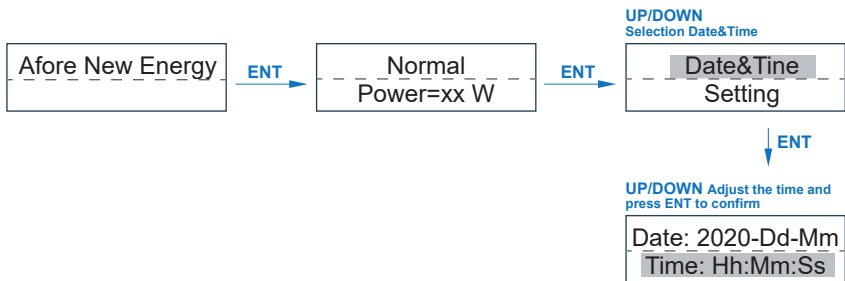 UP/DOWN
Selection Date&Time
Afore New Energy
ENT
Normal
Power=xx W
ENT
Date&Tine
Setting
ENT
UP/DOWN Adjust the time and
press ENT to confirm
Date: 2020-Dd-Mm
Time: Hh:Mm:Ss